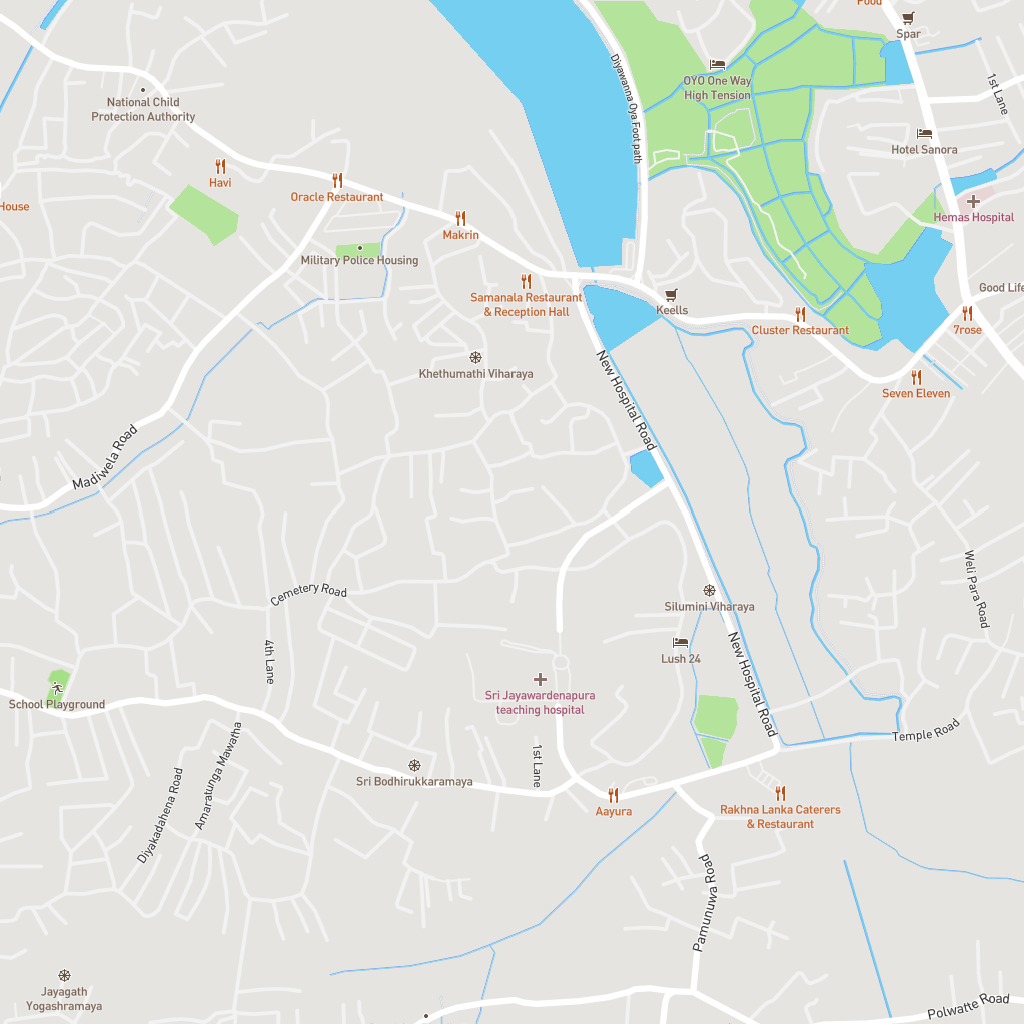 Food
Spar
Diyawanna Oya Foot path
OYO One Way
High Tension
1st Lane
National Child
Protection Authority
Hotel Sanora
Havi
Oracle Restaurant
House
Makrin
Hemas Hospital
Military Police Housing
Samanala Restaurant
& Reception Hall
Keells
Good Life
Cluster Restaurant
7rose
Khethumathi Viharaya
New Hospital Road
Seven Eleven
Madiwela Road
Weli Para Road
Cemetery Road
Silumini Viharaya
4th Lane
Lush 24
New Hospital Road
School Playground
Sri Jayawardenapura
teaching hospital
Temple Road
Amaratunga Mawatha
1st Lane
Diyakadahena Road
Sri Bodhirukkaramaya
Aayura
Rakhna Lanka Caterers
& Restaurant
Pamunuwa Road
Jayagath
Yogashramaya
Polwatte Road